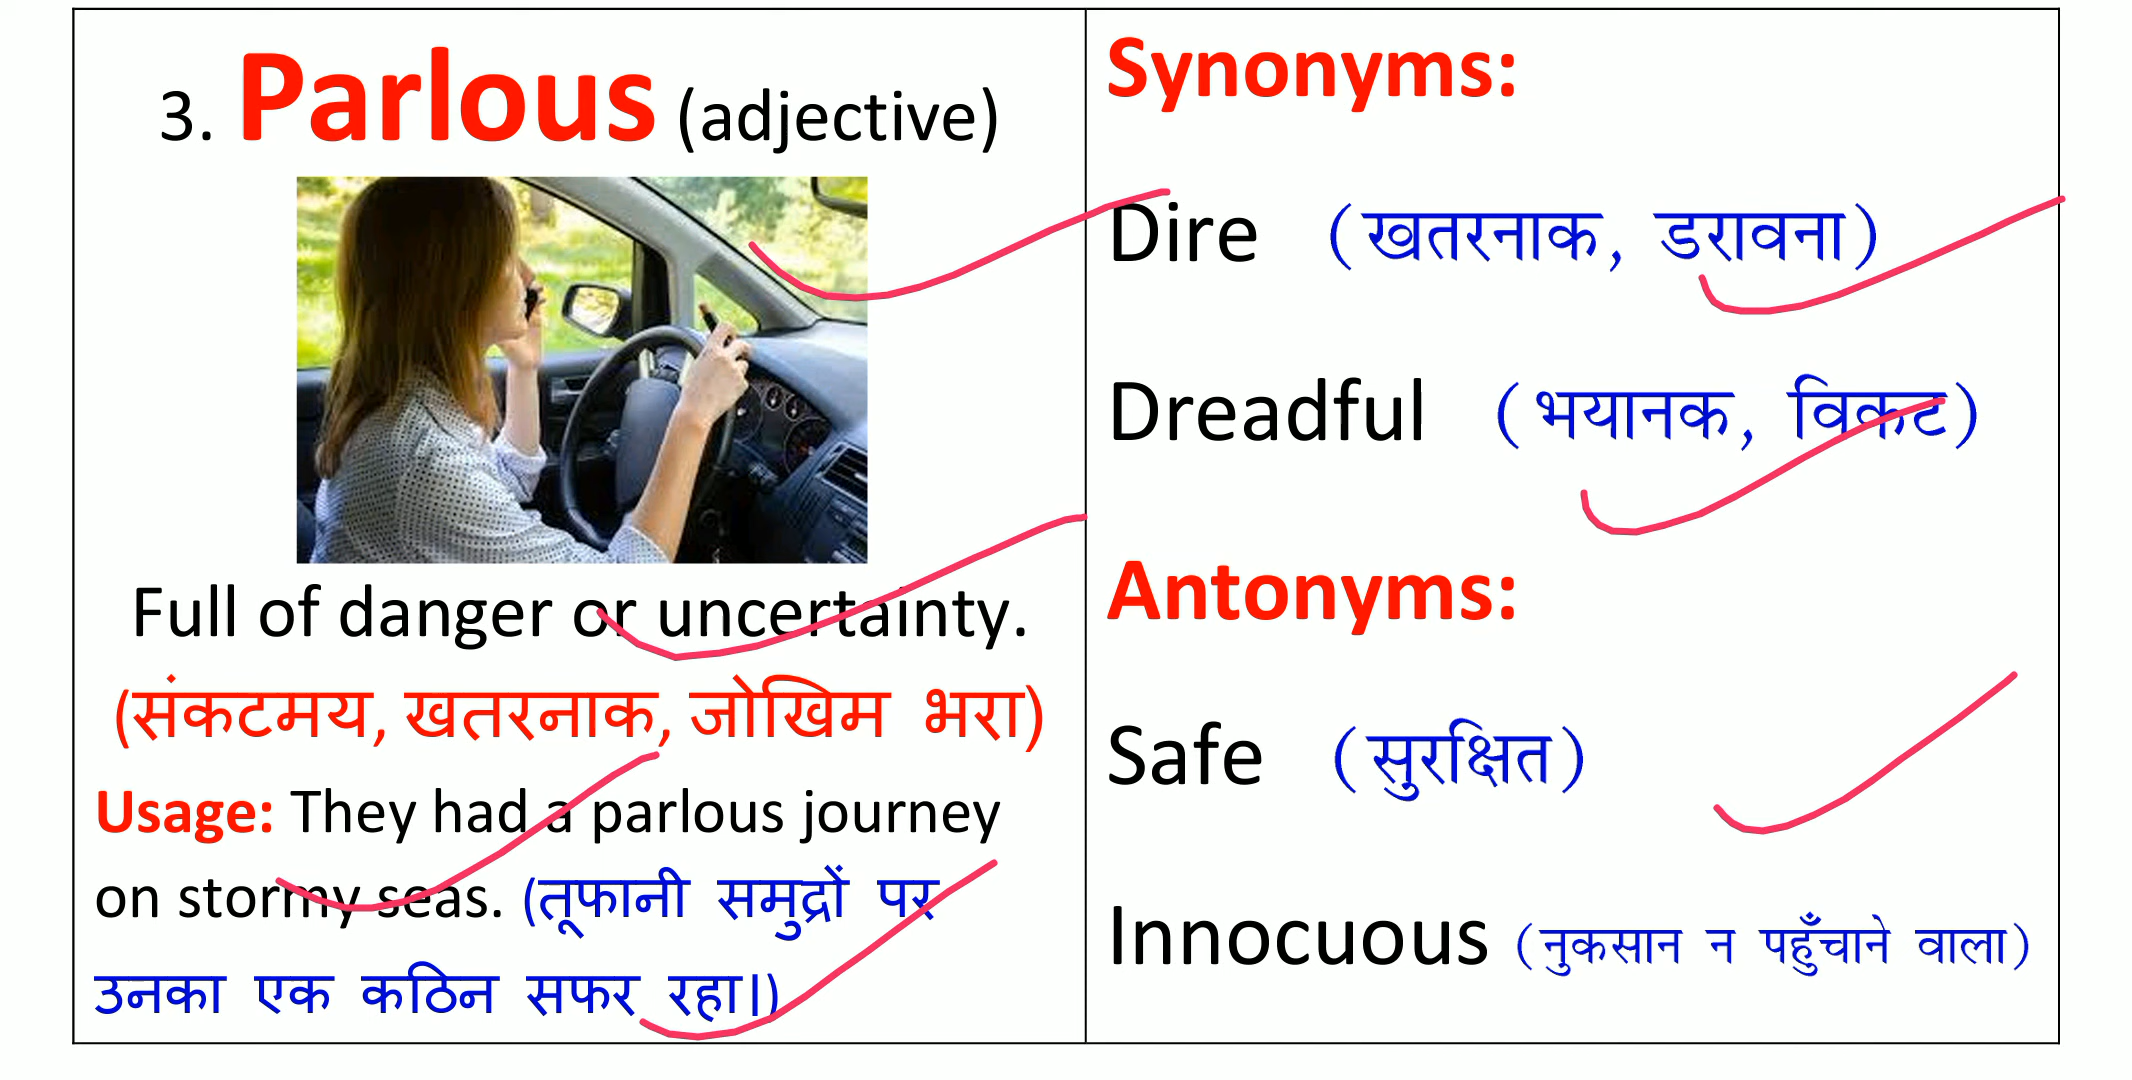 3. Parlous (adjective)
Full of danger or uncertainty.
(संकटमय, खतरनाक, जोखिम भरा)
Usage: They had a parlous journey
on stormy seas. (तूफानी समुद्रों पर
उनका एक कठिन सफर रहा।)
Synonyms:
Dire (खतरनाक, डरावना)
Dreadful (भयानक, विकट)
Antonyms:
Safe (सुरक्षित)
Innocuous (नुकसान न पहुँचाने वाला)